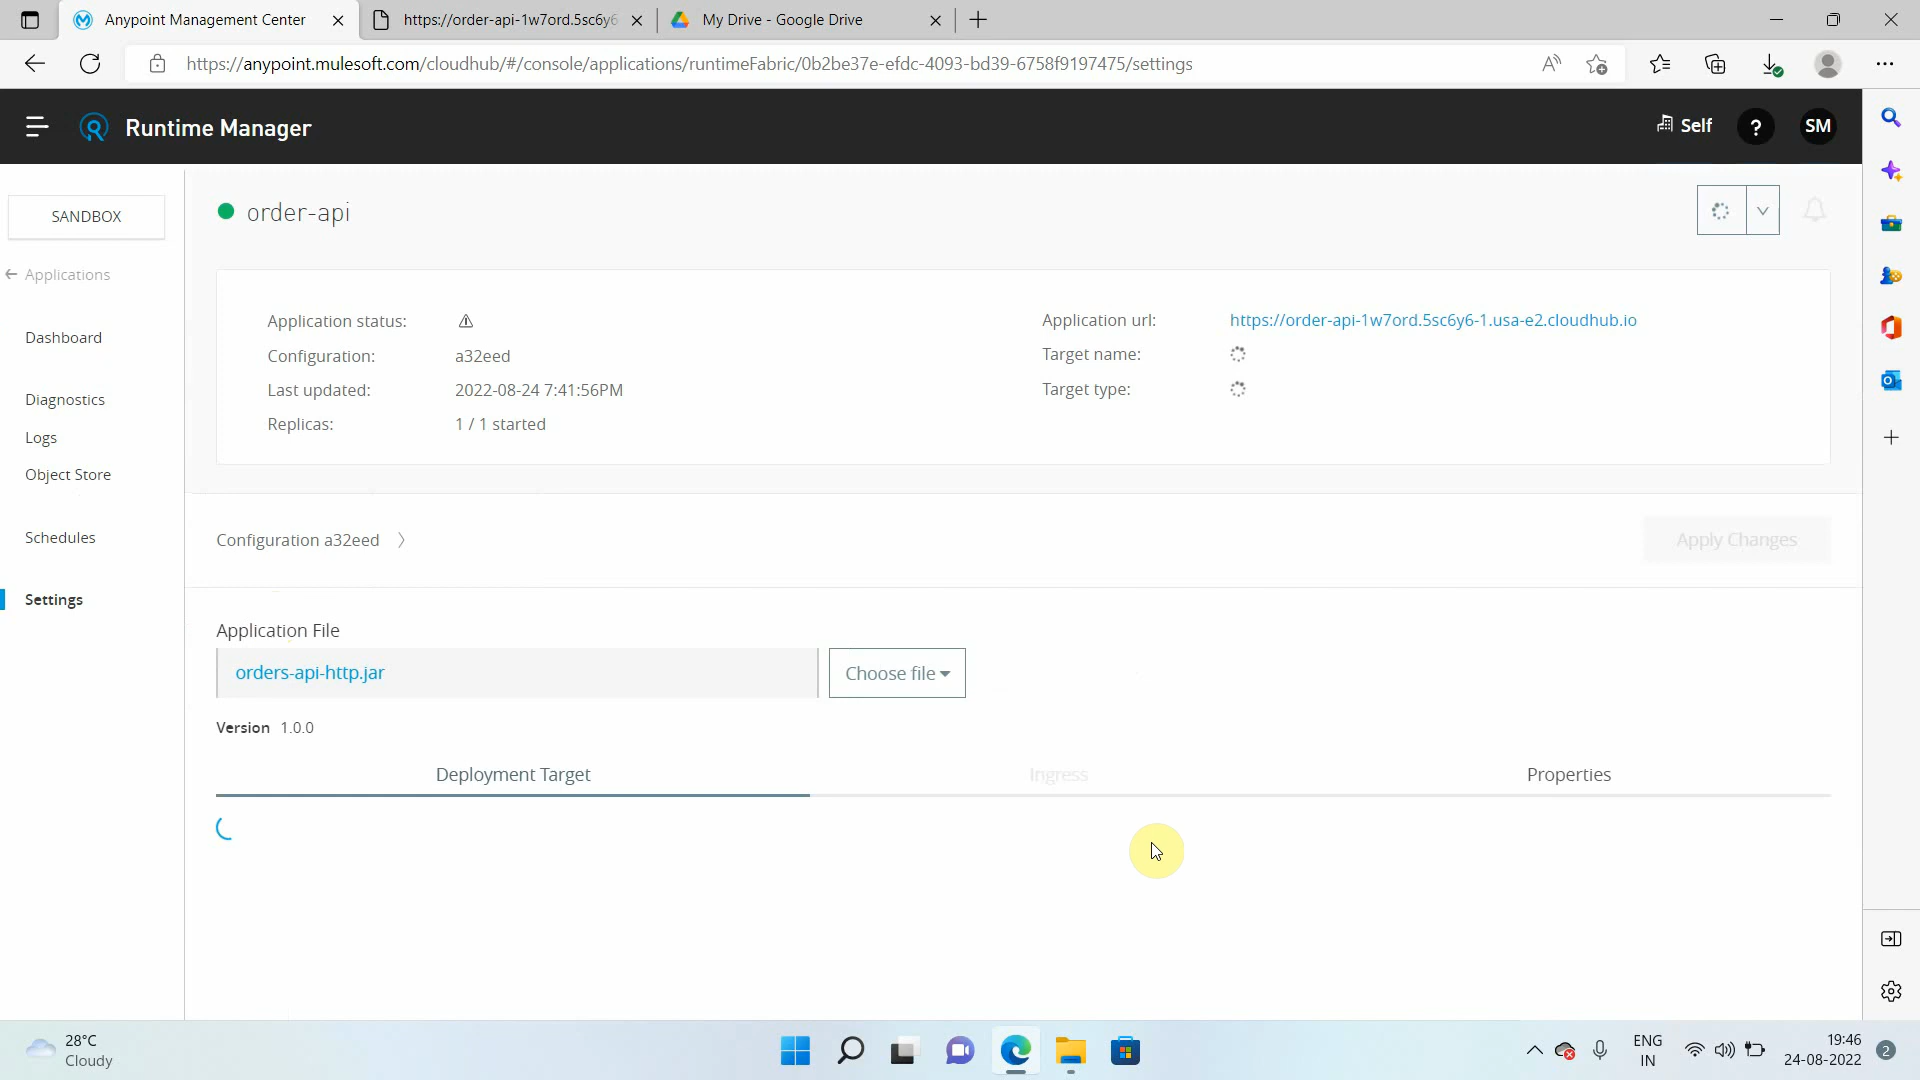 Anypoint Management Center
https://order-api-1w7ord.5sc6y6
My Drive - Google Drive
https://anypoint.mulesoft.com/cloudhub/#/console/applications/runtimeFabric/0b2be37e-efdc-4093-bd39-6758f9197475/settings
Runtime Manager
Self
?
SM
SANDBOX
Applications
Dashboard
Diagnostics
Logs
Object Store
Schedules
Settings
order-api
Application status:
Configuration: a32eed
Last updated: 2022-08-24 7:41:56PM
Replicas: 1 / 1 started
Application url: https://order-api-1w7ord.5sc6y6-1.usa-e2.cloudhub.io
Target name:
Target type:
Configuration a32eed
Apply Changes
Application File
orders-api-http.jar
Choose file
Version 1.0.0
Deployment Target
Ingress
Properties
28°C
Cloudy
ENG
IN
19:46
24-08-2022
2